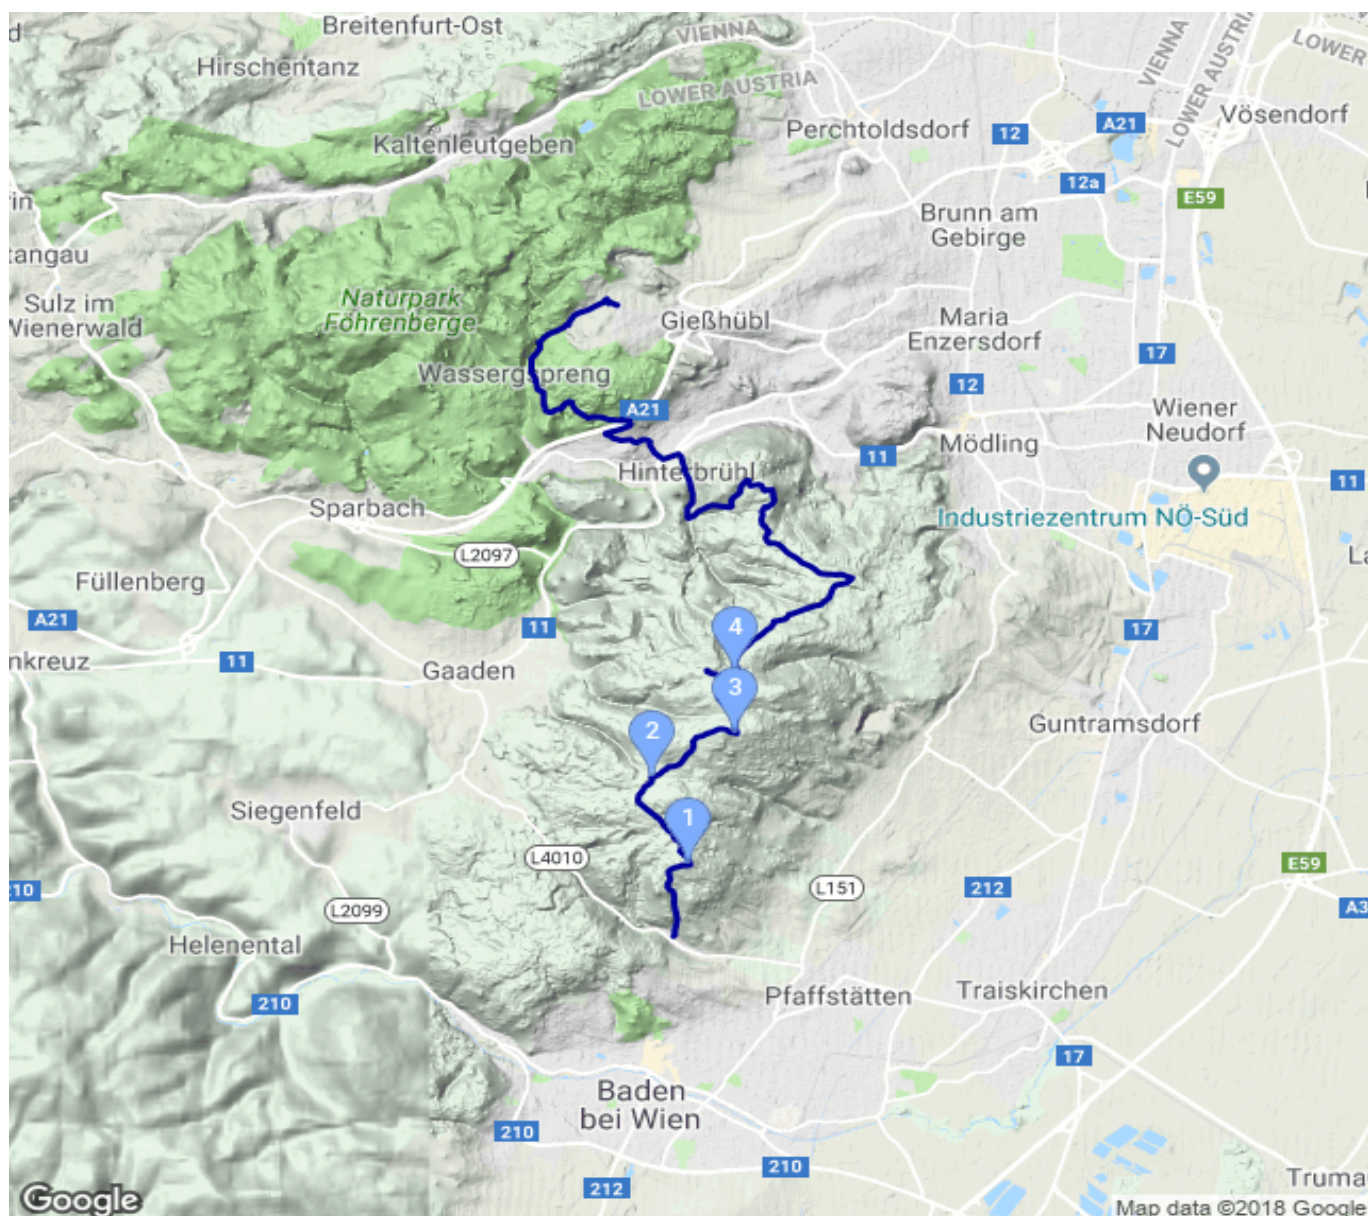 Breitenfurt-Ost
Hirschentanz
VIENNA
LOWER AUSTRIA
VIENNA
LOWER AUSTRIA
LOWER
Vösendorf
Kaltenleutgeben
Perchtoldsdorf
12
A21
12a
E59
Brunn am
Gebirge
Sulz im
Wienerwald
Naturpark
Föhrenberge
Gießhübl
Maria
Enzersdorf
17
12
Wassergspreng
A21
Wiener
Neudorf
11
Mödling
Hinterbrühl
11
Sparbach
Industriezentrum NÖ-Süd
L2097
Füllenberg
A21
11
11
17
4
Gaaden
3
2
Guntramsdorf
Siegenfeld
1
L4010
E59
L151
212
210
L2099
A3
Helenental
210
Pfaffstätten
Traiskirchen
17
Baden
bei Wien
210
210
212
Truma
Google
Map data ©2018 Google